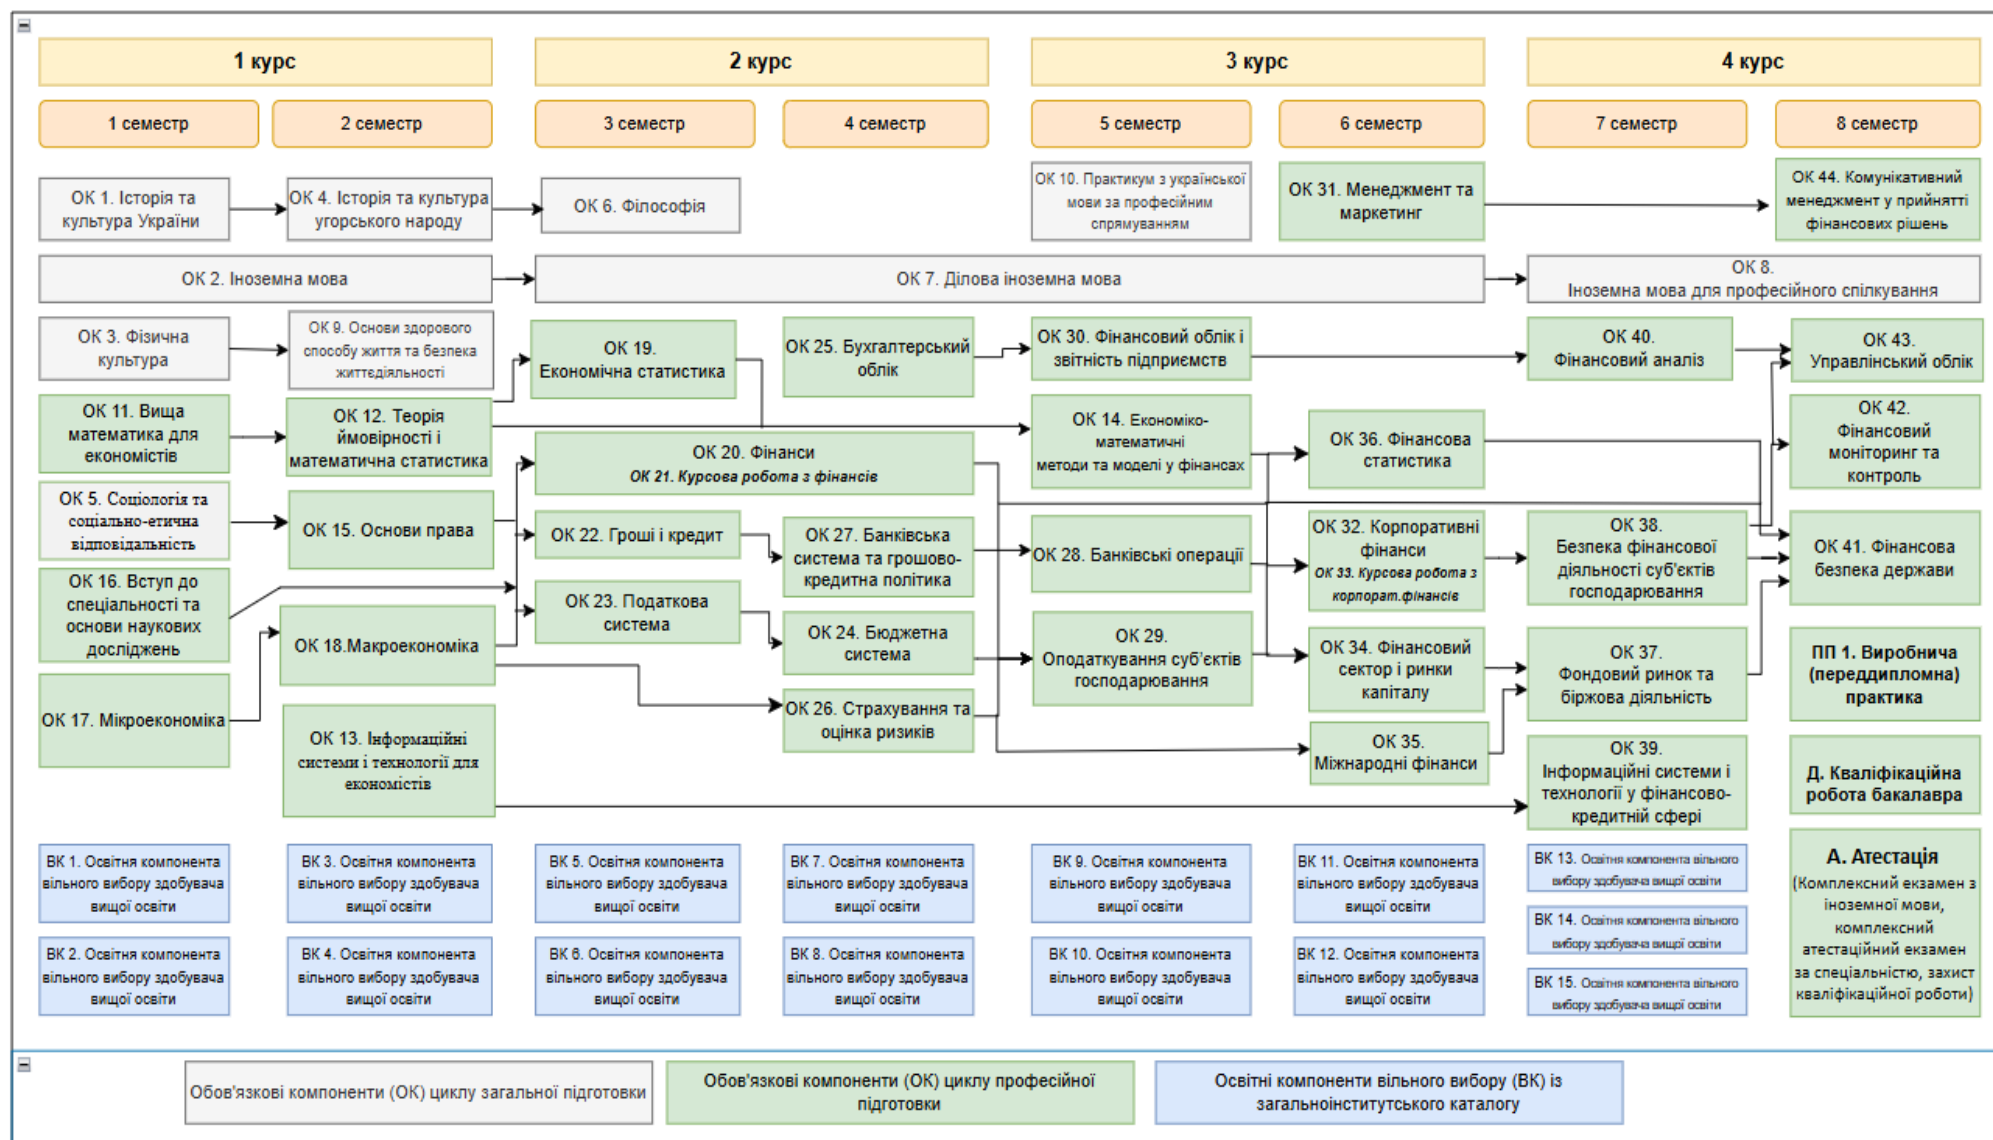 1 курс
2 курс
3 курс
4 курс
1 семестр
2 семестр
3 семестр
4 семестр
5 семестр
6 семестр
7 семестр
8 семестр
ОК 1. Історія та
культура України
ОК 4. Історія та культура
угорського народу
ОК 6. Філософія
ОК 10. Практикум з української
мови за професійним
спрямуванням
ОК 31. Менеджмент та
маркетинг
ОК 44. Комунікативний
менеджмент у прийнятті
фінансових рішень
ОК 2. Іноземна мова
ОК 7. Ділова іноземна мова
ОК 8.
Іноземна мова для професійного спілкування
ОК 3. Фізична
культура
ОК 9. Основи здорового
способу життя та безпека
життєдіяльності
ОК 19.
Економічна статистика
ОК 25. Бухгалтерський
облік
ОК 30. Фінансовий облік і
звітність підприємств
ОК 40.
Фінансовий аналіз
ОК 43.
Управлінський облік
ОК 11. Вища
математика для
економістів
ОК 12. Теорія
ймовірності і
математична статистика
ОК 20. Фінанси
ОК 21. Курсова робота з фінансів
ОК 14. Економіко-
математичні
методи та моделі у фінансах
ОК 36. Фінансова
статистика
ОК 42.
Фінансовий
моніторинг та
контроль
ОК 5. Соціологія та
соціально-етична
відповідальність
ОК 15. Основи права
ОК 22. Гроші і кредит
ОК 27. Банківська
система та грошово-
кредитна політика
ОК 28. Банківські операції
ОК 32. Корпоративні
фінанси
ОК 33. Курсова робота з
корпорат.фінансів
ОК 38.
Безпека фінансової
діяльності суб'єктів
господарювання
ОК 41. Фінансова
безпека держави
ОК 16. Вступ до
спеціальності та
основи наукових
досліджень
ОК 18.Макроекономіка
ОК 23. Податкова
система
ОК 24. Бюджетна
система
ОК 29.
Оподаткування суб'єктів
господарювання
ОК 34. Фінансовий
сектор і ринки
капіталу
ОК 37.
Фондовий ринок та
біржова діяльність
ПП 1. Виробнича
(переддипломна)
практика
ОК 17. Мікроекономіка
ОК 13. Інформаційні
системи і технології для
економістів
ОК 26. Страхування та
оцінка ризиків
ОК 35.
Міжнародні фінанси
ОК 39.
Інформаційні системи і
технології у фінансово-
кредитній сфері
Д. Кваліфікаційна
робота бакалавра
ВК 1. Освітня компонента
вільного вибору здобувача
вищої освіти
ВК 3. Освітня компонента
вільного вибору здобувача
вищої освіти
ВК 5. Освітня компонента
вільного вибору здобувача
вищої освіти
ВК 7. Освітня компонента
вільного вибору здобувача
вищої освіти
ВК 9. Освітня компонента
вільного вибору здобувача
вищої освіти
ВК 11. Освітня компонента
вільного вибору здобувача
вищої освіти
ВК 13. Освітня компонента вільного
вибору здобувача вищої освіти
ВК 14. Освітня компонента вільного
вибору здобувача вищої освіти
А. Атестація
(Комплексний екзамен з
іноземної мови,
комплексний
атестаційний екзамен
за спеціальністю, захист
кваліфікаційної роботи)
ВК 2. Освітня компонента
вільного вибору здобувача
вищої освіти
ВК 4. Освітня компонента
вільного вибору здобувача
вищої освіти
ВК 6. Освітня компонента
вільного вибору здобувача
вищої освіти
ВК 8. Освітня компонента
вільного вибору здобувача
вищої освіти
ВК 10. Освітня компонента
вільного вибору здобувача
вищої освіти
ВК 12. Освітня компонента
вільного вибору здобувача
вищої освіти
ВК 15. Освітня компонента вільного
вибору здобувача вищої освіти
Обов'язкові компоненти (ОК) циклу загальної підготовки
Обов'язкові компоненти (ОК) циклу професійної
підготовки
Освітні компоненти вільного вибору (ВК) із
загальноінститутського каталогу